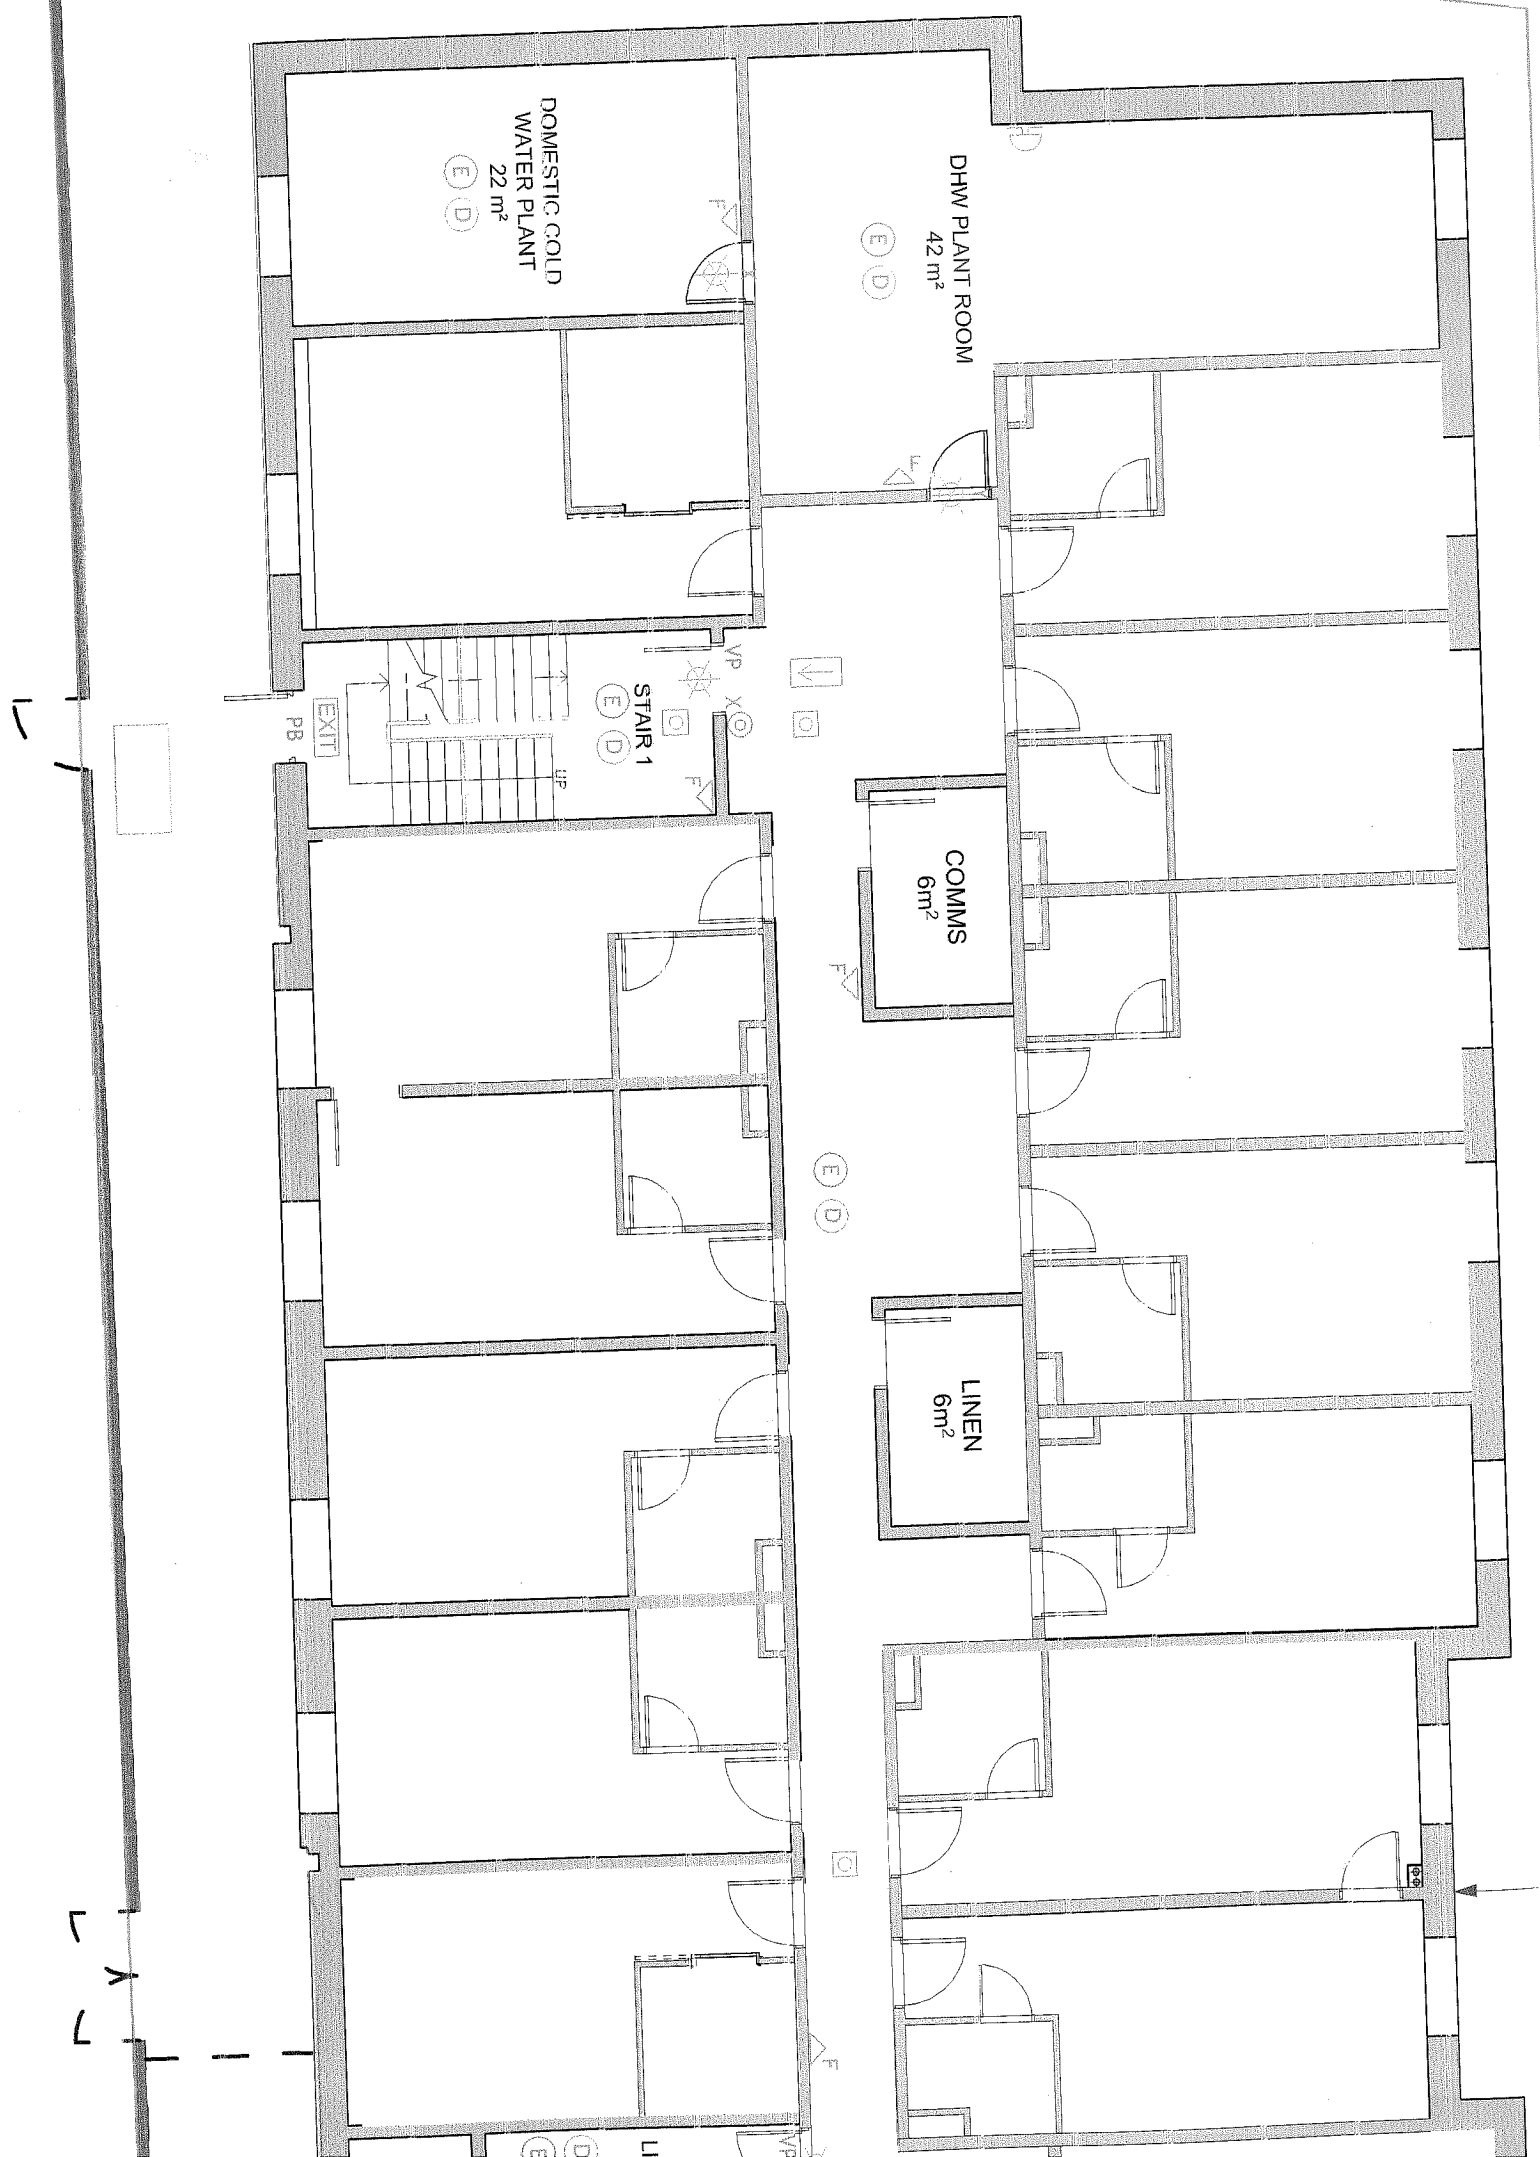 DOMESTIC COLD
WATER PLANT
22 m²
E D
F
DHW PLANT ROOM
42 m²
E D
F
VP
X
STAIR 1
E D
EXIT
PB
UP
F
COMMS
6m²
F
E D
LINEN
6m²
F
VP
LI
E D